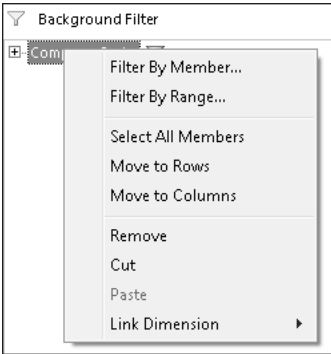 Background Filter
Filter By Member...
Filter By Range...
Select All Members
Move to Rows
Move to Columns
Remove
Cut
Paste
Link Dimension